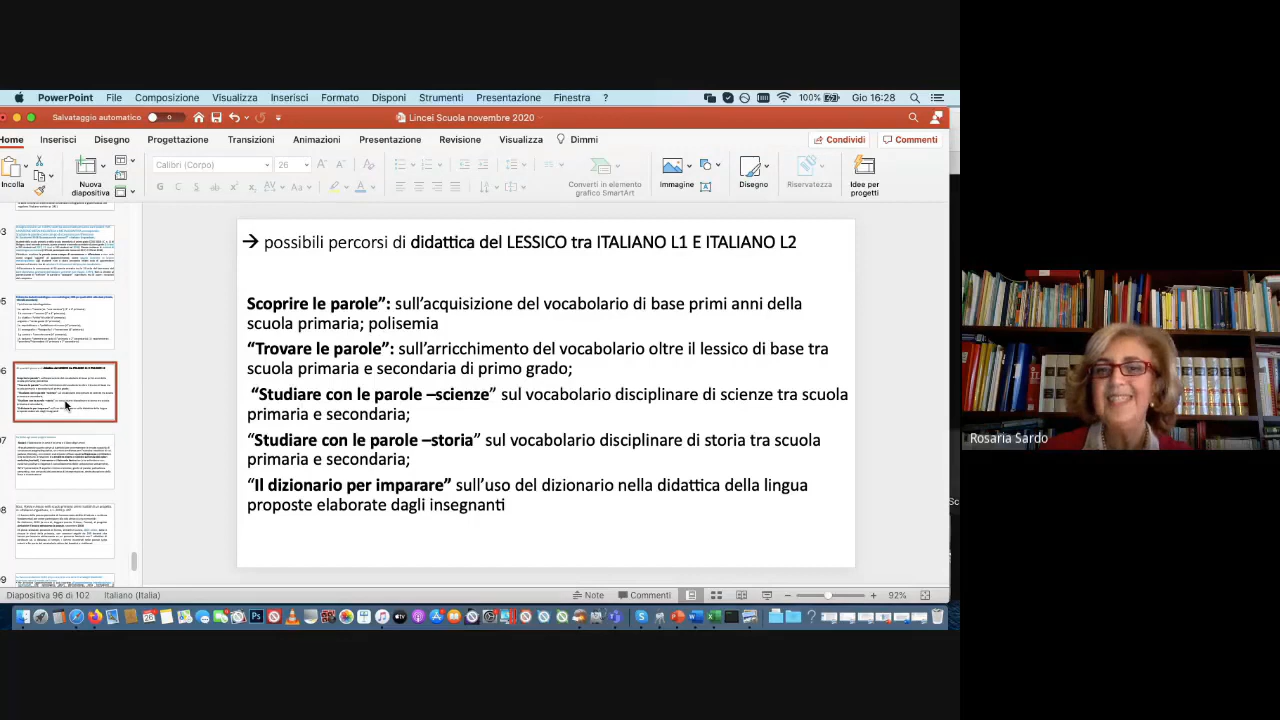 PowerPoint File Composizione Visualizza Inserisci Formato Disponi Strumenti Presentazione Finestra ? 100% Gio 16:28
Salvataggio automatico Lincei Scuola novembre 2020
Home Inserisci Disegno Progettazione Transizioni Animazioni Presentazione Revisione Visualizza Dimmi Condividi Commenti
Calibri (Corpo) 26
Incolla Nuova diapositiva Converti in elemento grafico SmartArt Immagine Disegno Riservatezza Idee per progetti
→ possibili percorsi di didattica del LESSICO tra ITALIANO L1 E ITALIANO L2
Scoprire le parole”: sull’acquisizione del vocabolario di base primi anni della
scuola primaria; polisemia
“Trovare le parole”: sull’arricchimento del vocabolario oltre il lessico di base tra
scuola primaria e secondaria di primo grado;
“Studiare con le parole –scienze” sul vocabolario disciplinare di scienze tra scuola
primaria e secondaria;
“Studiare con le parole –storia” sul vocabolario disciplinare di storia tra scuola
primaria e secondaria;
“Il dizionario per imparare” sull’uso del dizionario nella didattica della lingua
proposte elaborate dagli insegnanti
Rosaria Sardo
Diapositiva 96 di 102 Italiano (Italia) Note Commenti 92%